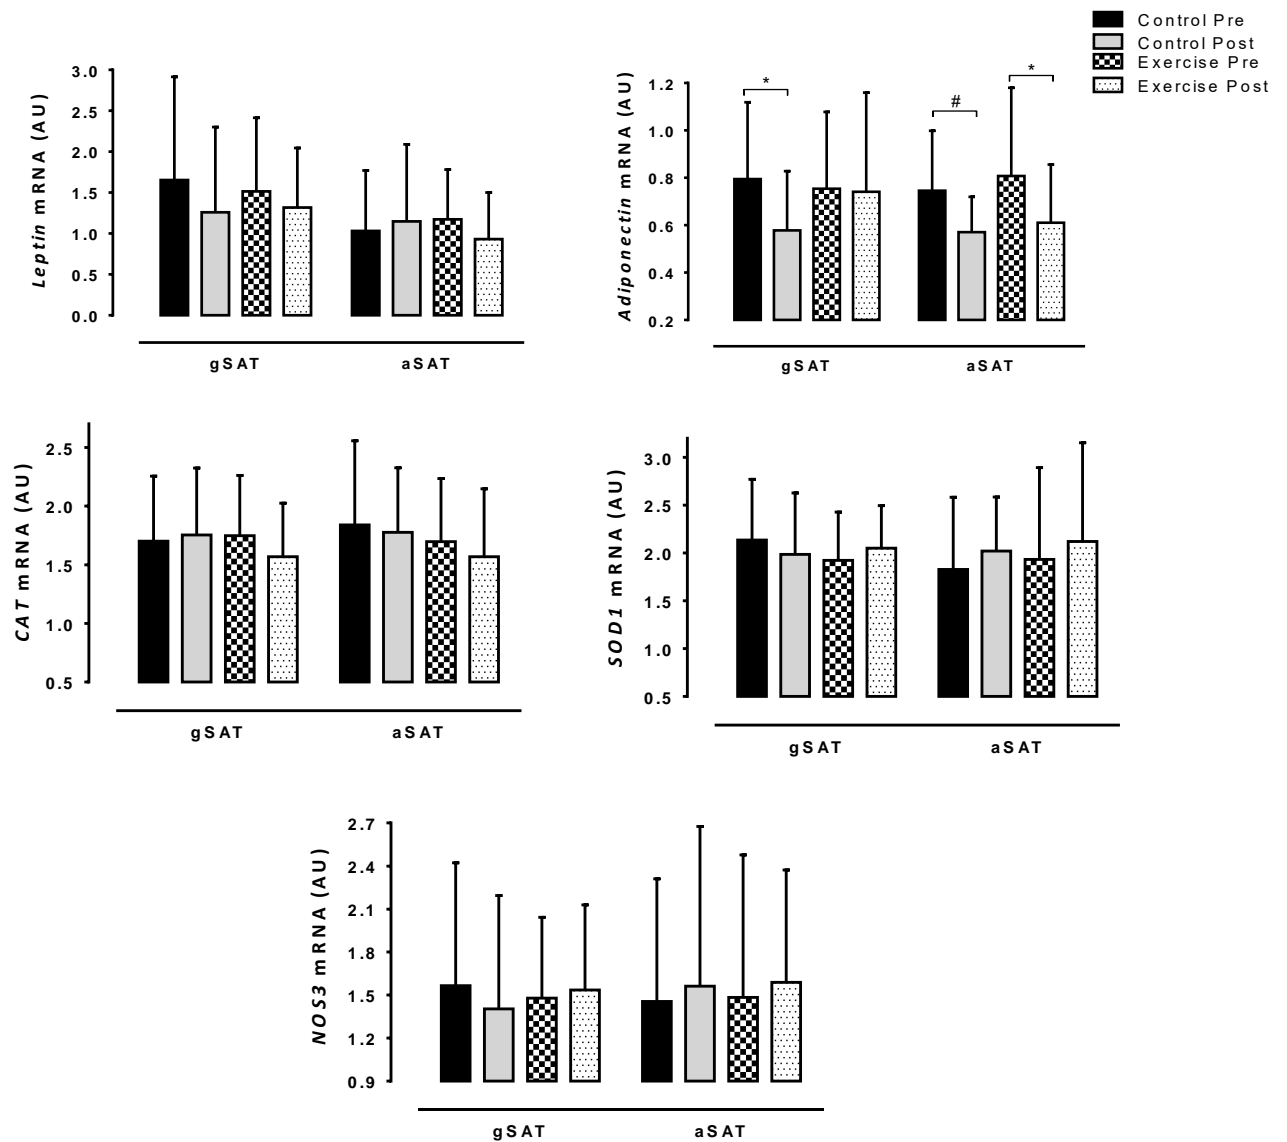 Control Pre
Control Post
Exercise Pre
Exercise Post
Leptin mRNA (AU)
3.0
2.5
2.0
1.5
1.0
0.5
0.0
gSAT aSAT
Adiponectin mRNA (AU)
1.2
1.0
0.8
0.6
0.4
0.2
* # *
gSAT aSAT
CAT mRNA (AU)
2.5
2.0
1.5
1.0
0.5
gSAT aSAT
SOD1 mRNA (AU)
3.0
2.5
2.0
1.5
1.0
0.5
gSAT aSAT
NOS3 mRNA (AU)
2.7
2.4
2.1
1.8
1.5
1.2
0.9
gSAT aSAT